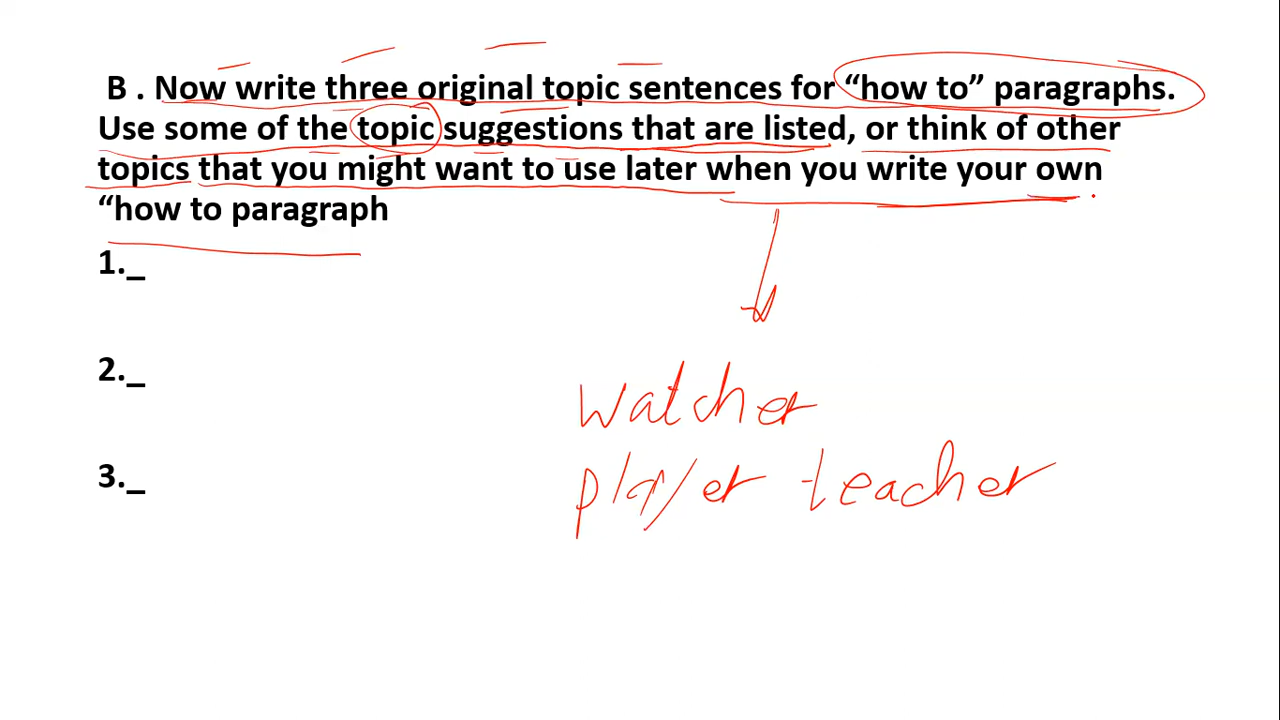 B . Now write three original topic sentences for “how to” paragraphs.
Use some of the topic suggestions that are listed, or think of other
topics that you might want to use later when you write your own
“how to paragraph
1._
2._
watcher
3._
player teacher